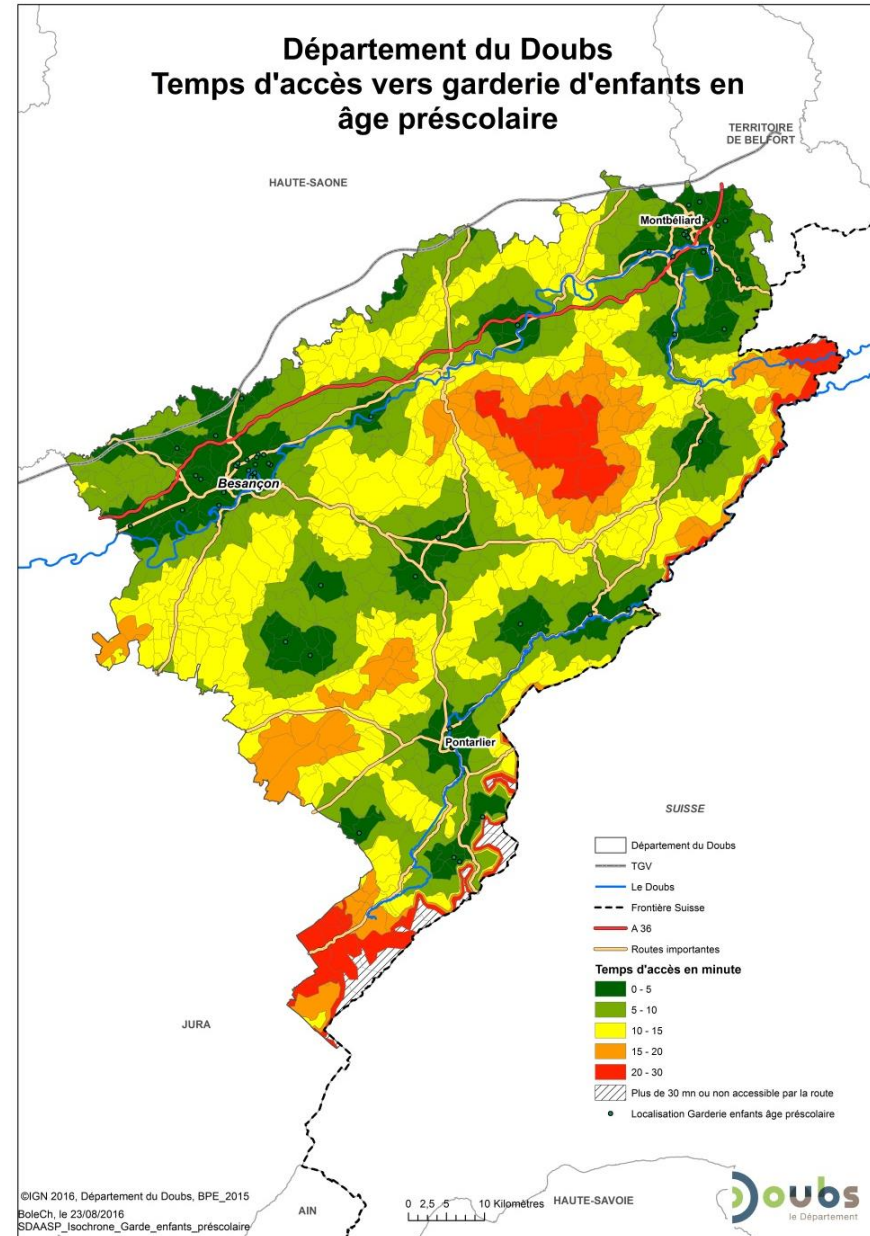 Département du Doubs
Temps d'accès vers garderie d'enfants en
âge préscolaire
TERRITOIRE
DE BELFORT
HAUTE-SAONE
Montbéliard
Besançon
Pontarlier
SUISSE
Département du Doubs
TGV
Le Doubs
Frontière Suisse
A 36
Routes importantes
Temps d'accès en minute
0 - 5
5 - 10
10 - 15
15 - 20
20 - 30
Plus de 30 mn ou non accessible par la route
Localisation Garderie enfants âge préscolaire
JURA
©IGN 2016, Département du Doubs, BPE_2015
BoleCh, le 23/08/2016
SDAASP_Isochrone_Garde_enfants_préscolaire
AIN
0 2,5 5 10 Kilomètres
HAUTE-SAVOIE
Doubs
le Département